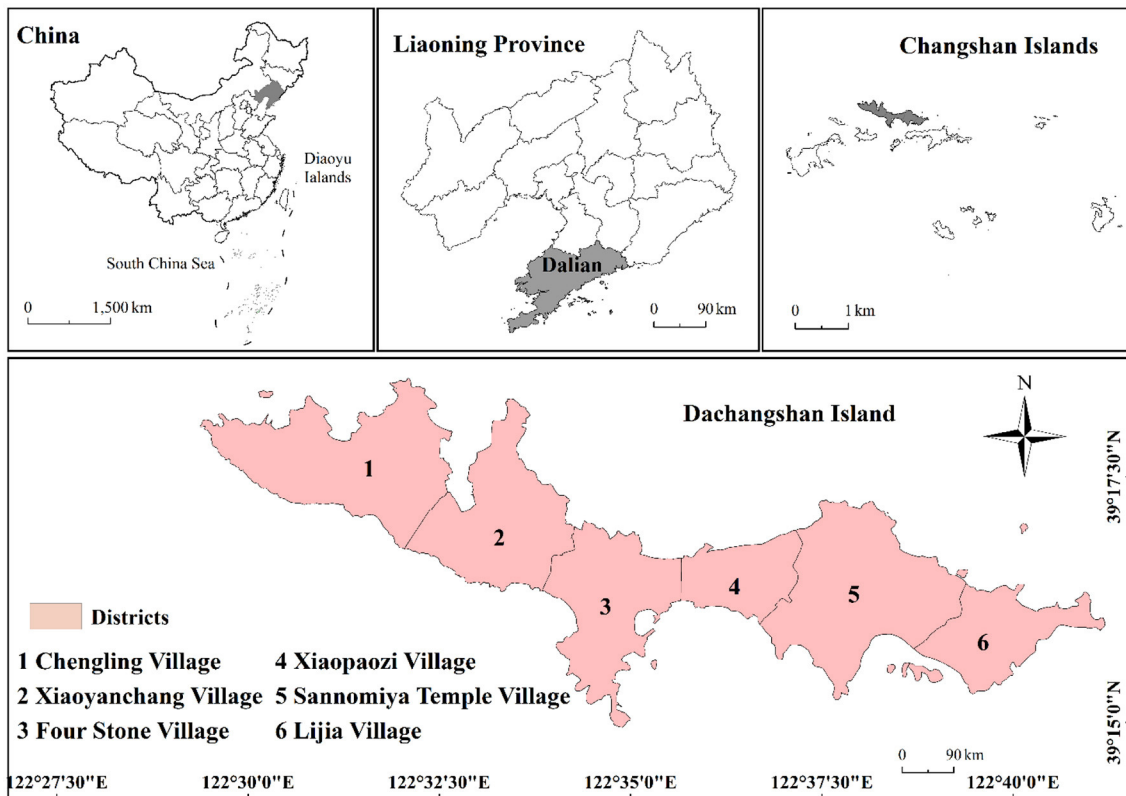 China
Diaoyu
Ialands
South China Sea
0 1,500 km
Liaoning Province
Dalian
0 90 km
Changshan Islands
0 1 km
Dachangshan Island
N
1
2
3
4
5
6
39°17'30"N
39°15'0"N
Districts
1 Chengling Village 4 Xiaopaozi Village
2 Xiaoyanchang Village 5 Sannomiya Temple Village
3 Four Stone Village 6 Lijia Village
0 90 km
122°27'30"E 122°30'0"E 122°32'30"E 122°35'0"E 122°37'30"E 122°40'0"E